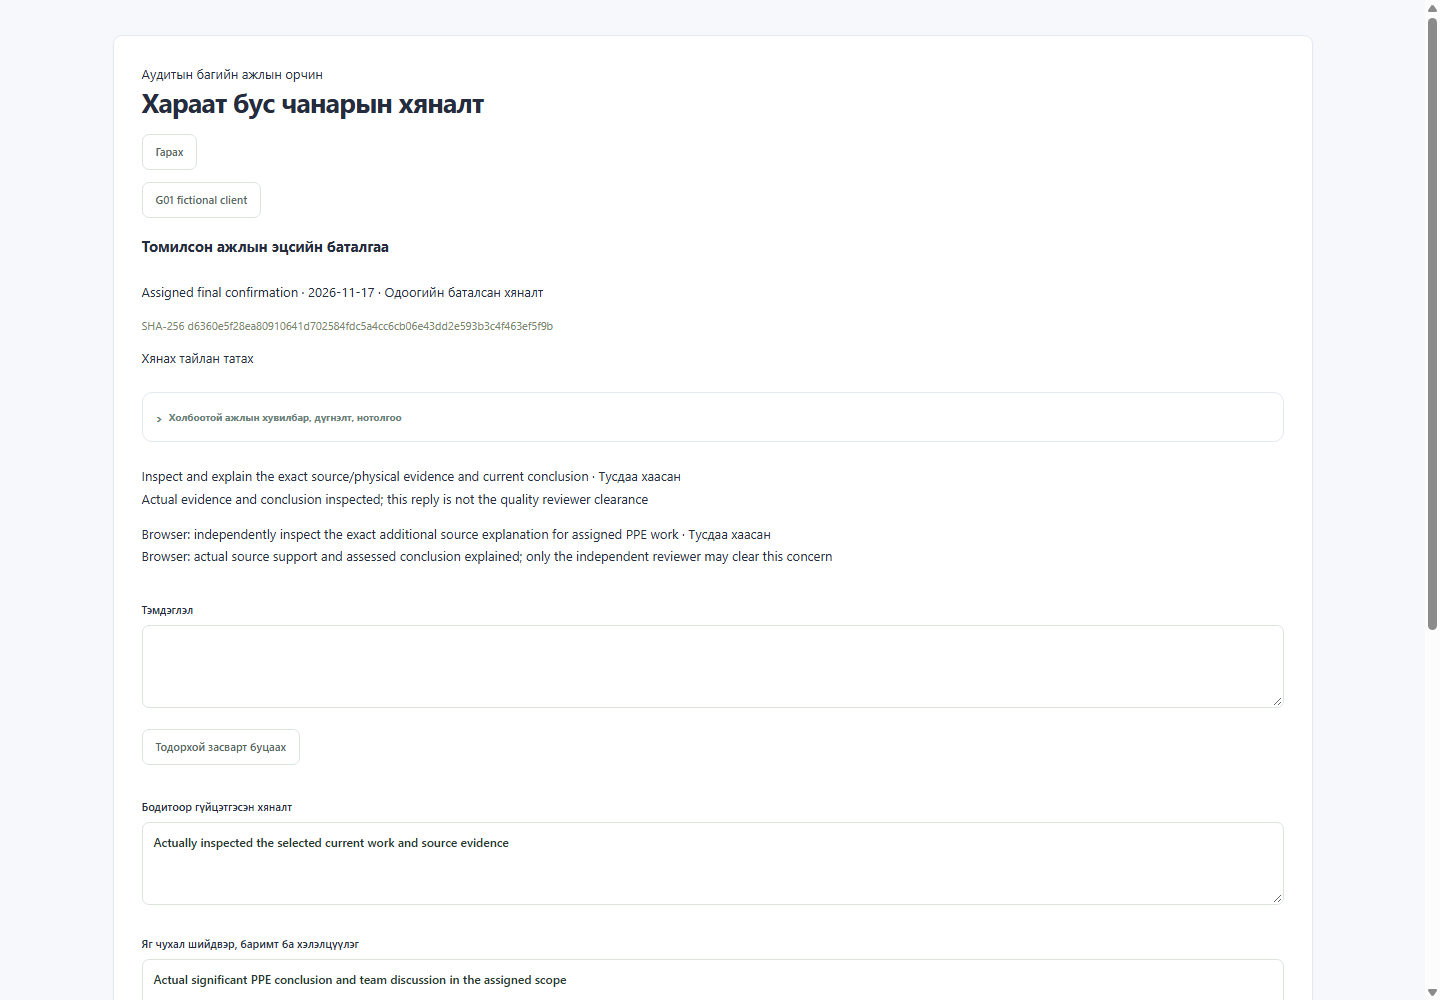 Аудитын багийн ажлын орчин
Хараат бус чанарын хяналт
Гарах
G01 fictional client
Томилсон ажлын эцсийн баталгаа
Assigned final confirmation · 2026-11-17 · Одоогийн баталсан хяналт
SHA-256 d6360e5f28ea80910641d702584fdc5a4cc6cb06e43dd2e593b3c4f463ef5f9b
Хянах тайлан татах
› Холбоотой ажлын хувилбар, дүгнэлт, нотолгоо
Inspect and explain the exact source/physical evidence and current conclusion · Тусдаа хаасан
Actual evidence and conclusion inspected; this reply is not the quality reviewer clearance
Browser: independently inspect the exact additional source explanation for assigned PPE work · Тусдаа хаасан
Browser: actual source support and assessed conclusion explained; only the independent reviewer may clear this concern
Тэмдэглэл
Тодорхой засварт буцаах
Бодитоор гүйцэтгэсэн хяналт
Actually inspected the selected current work and source evidence
Яг чухал шийдвэр, баримт ба хэлэлцүүлэг
Actual significant PPE conclusion and team discussion in the assigned scope